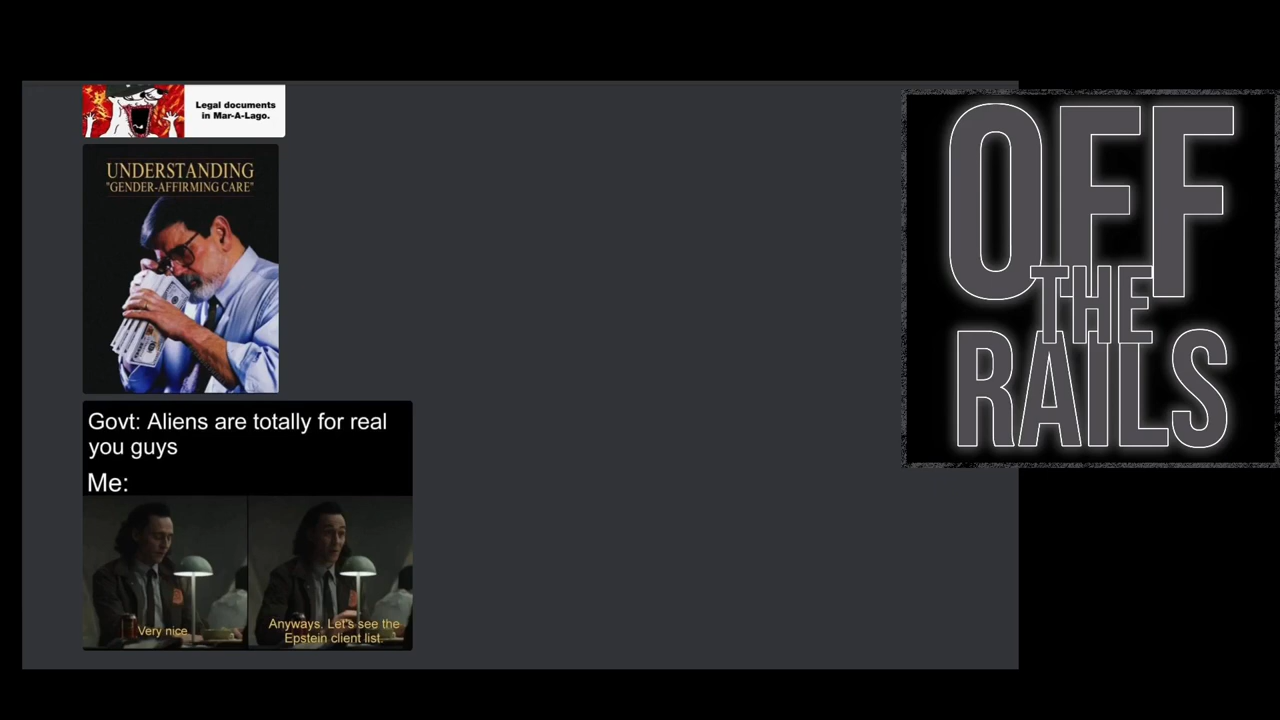 Legal documents
in Mar-A-Lago.
UNDERSTANDING
"GENDER-AFFIRMING CARE"
Govt: Aliens are totally for real
you guys
Me:
Very nice
Anyways. Let's see the
Epstein client list.
OFF
THE
RAILS